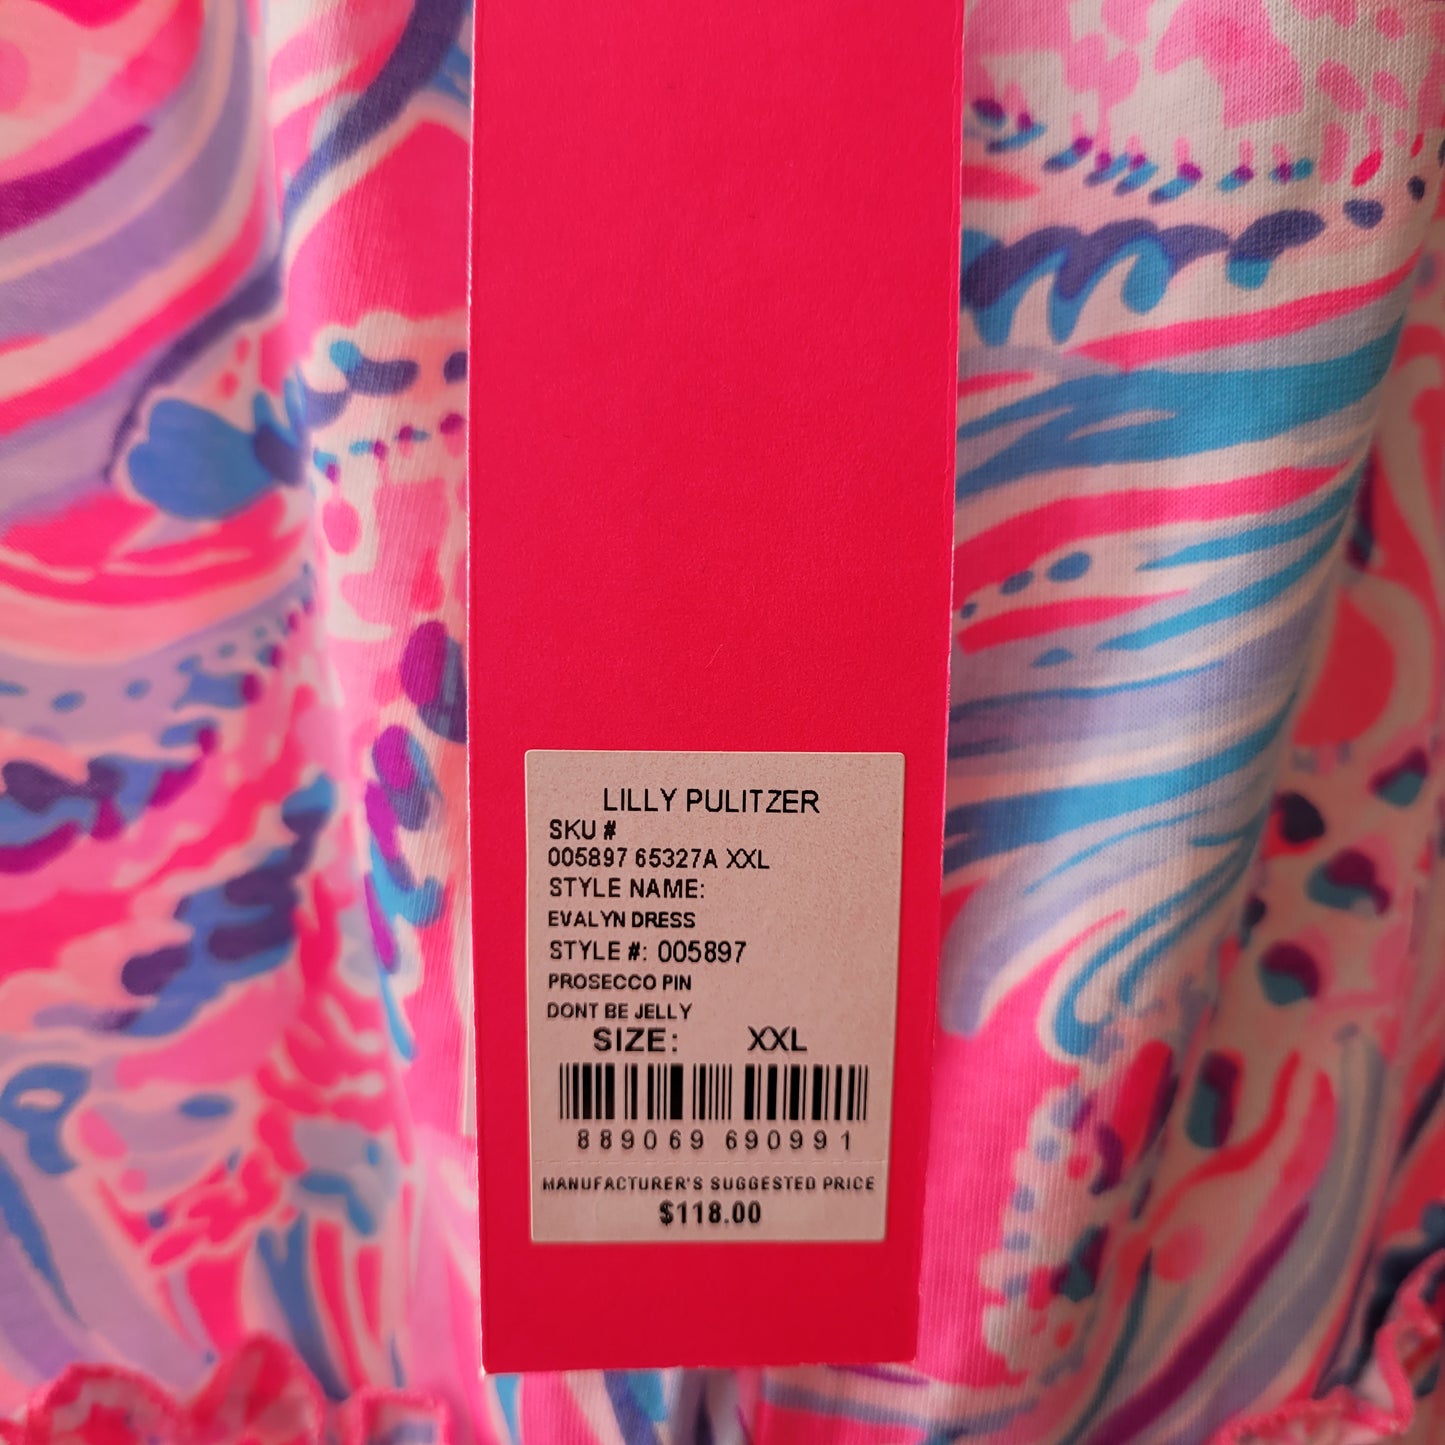 LILLY PULITZER
SKU #
005897 65327A XXL
STYLE NAME:
EVALYN DRESS
STYLE #: 005897
PROSECCO PIN
DONT BE JELLY
SIZE: XXL
889069 690991
MANUFACTURER'S SUGGESTED PRICE
$118.00